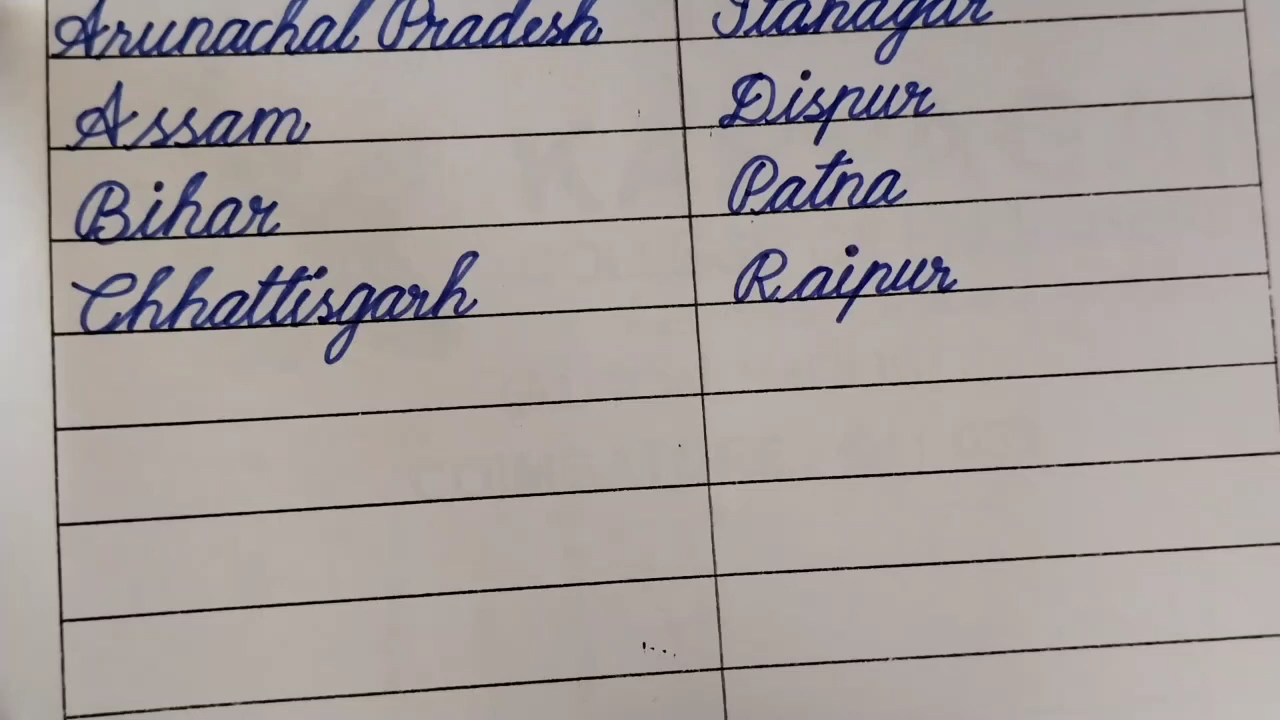 Arunachal Pradesh Itanagar
Assam Dispur
Bihar Patna
Chhattisgarh Raipur